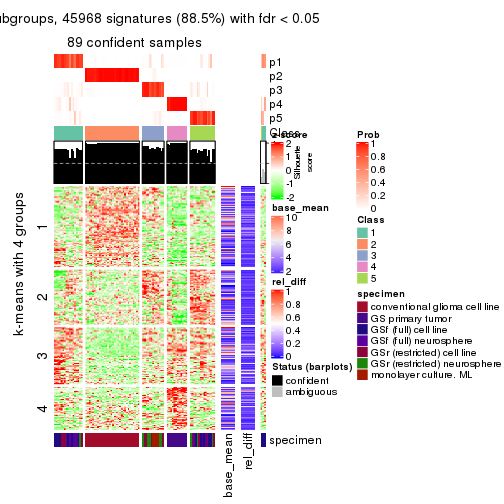 ubgroups, 45968 signatures (88.5%) with fdr < 0.05
89 confident samples
p1
p2
p3
p4
p5
Class
Silhouette
score
k-means with 4 groups
1
2
3
4
specimen
base_mean
rel_diff
z-score
2
1
0
-1
-2
base_mean
10
8
6
4
2
rel_diff
1
0.8
0.6
0.4
0.2
0
Status (barplots)
confident
ambiguous
Prob
1
0.8
0.6
0.4
0.2
0
Class
1
2
3
4
5
specimen
conventional glioma cell line
GS primary tumor
GSf (full) cell line
GSf (full) neurosphere
GSr (restricted) cell line
GSr (restricted) neurosphere
monolayer culture. ML